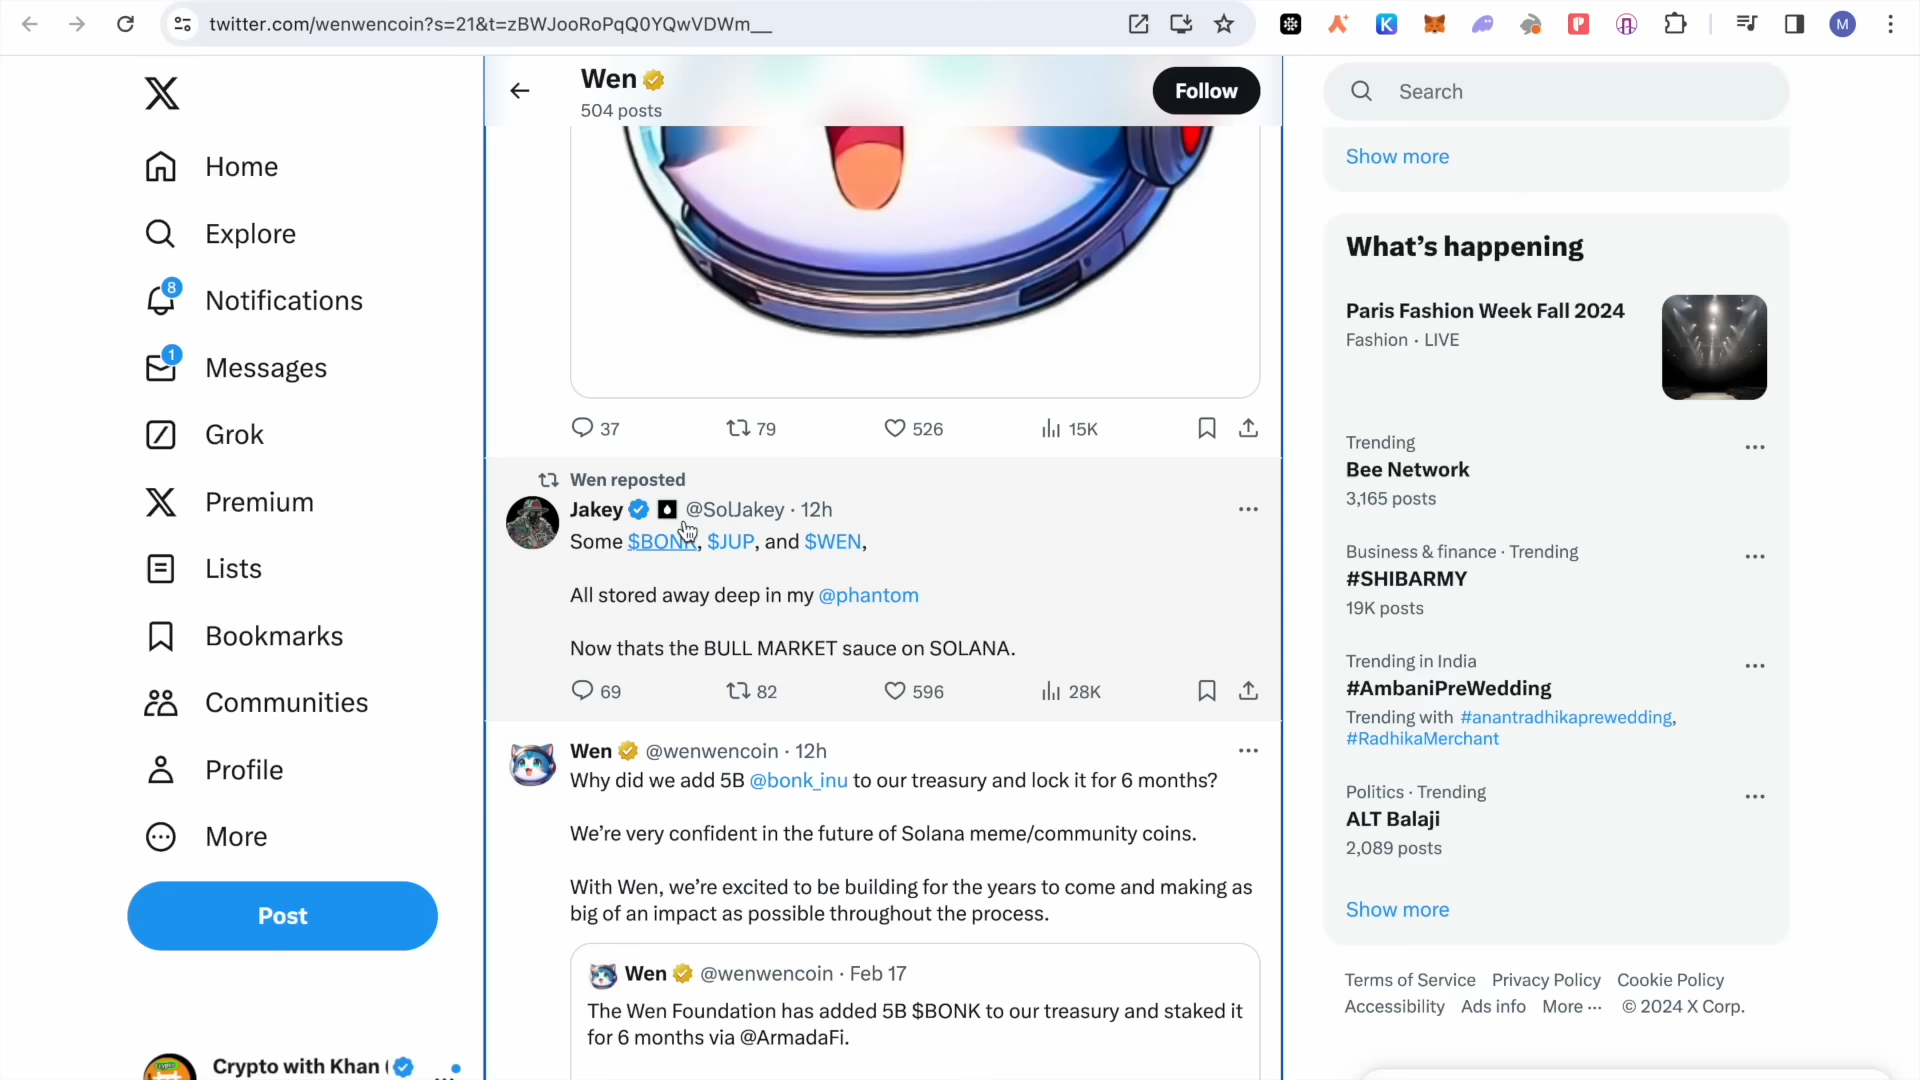 twitter.com/wenwencoin?s=21&t=zBWJooRoPqQ0YQwVDWm__
M
Home
Explore
8
Notifications
1
Messages
Grok
Premium
Lists
Bookmarks
Communities
Profile
More
Post
Crypto with Khan (
Wen
504 posts
Follow
37 79 526 15K
Wen reposted
Jakey @SolJakey · 12h
Some $BONK, $JUP, and $WEN,
All stored away deep in my @phantom
Now thats the BULL MARKET sauce on SOLANA.
69 82 596 28K
Wen @wenwencoin · 12h
Why did we add 5B @bonk_inu to our treasury and lock it for 6 months?
We're very confident in the future of Solana meme/community coins.
With Wen, we're excited to be building for the years to come and making as
big of an impact as possible throughout the process.
Wen @wenwencoin · Feb 17
The Wen Foundation has added 5B $BONK to our treasury and staked it
for 6 months via @ArmadaFi.
Search
Show more
What's happening
Paris Fashion Week Fall 2024
Fashion · LIVE
Trending
Bee Network
3,165 posts
Business & finance · Trending
#SHIBARMY
19K posts
Trending in India
#AmbaniPreWedding
Trending with #anantradhikaprewedding,
#RadhikaMerchant
Politics · Trending
ALT Balaji
2,089 posts
Show more
Terms of Service Privacy Policy Cookie Policy
Accessibility Ads info More ··· © 2024 X Corp.